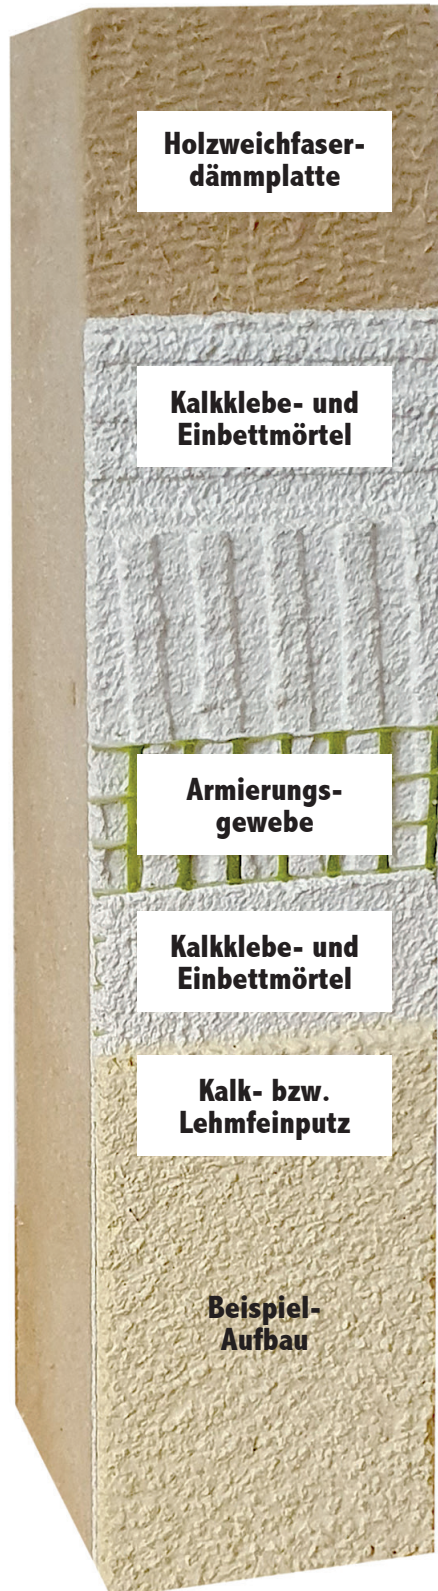 Holzweichfaser-
dämmplatte
Kalkklebe- und
Einbettmörtel
Armierungs-
gewebe
Kalkklebe- und
Einbettmörtel
Kalk- bzw.
Lehmfeinputz
Beispiel-
Aufbau